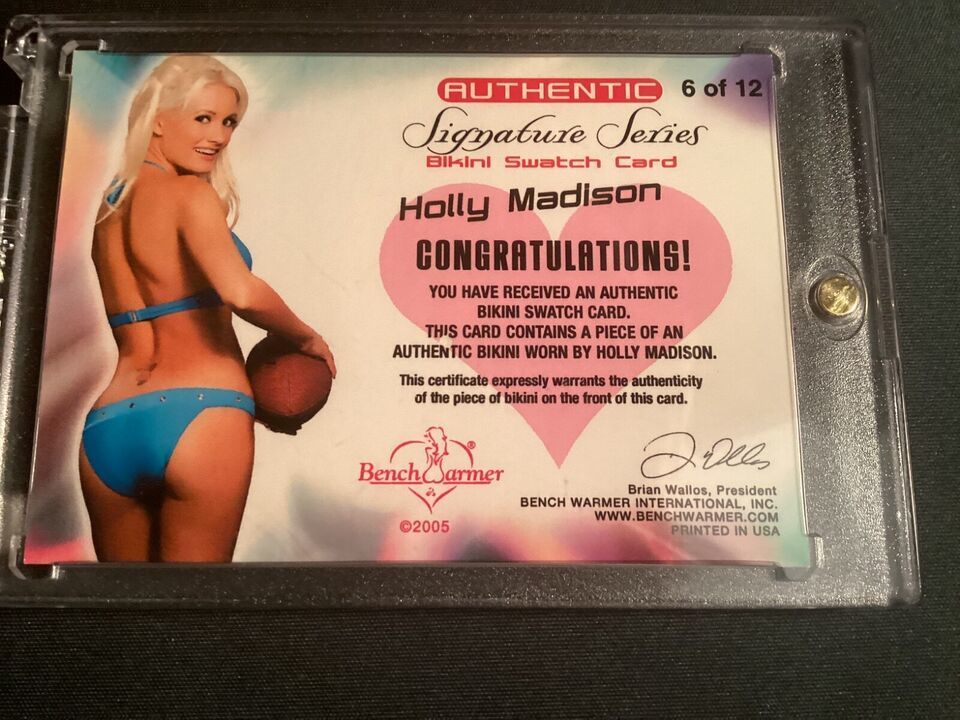 AUTHENTIC 6 of 12
Signature Series
Bikini Swatch Card
Holly Madison
CONGRATULATIONS!
YOU HAVE RECEIVED AN AUTHENTIC
BIKINI SWATCH CARD.
THIS CARD CONTAINS A PIECE OF AN
AUTHENTIC BIKINI WORN BY HOLLY MADISON.
This certificate expressly warrants the authenticity
of the piece of bikini on the front of this card.
BenchWarmer®
©2005
Brian Wallos, President
BENCH WARMER INTERNATIONAL, INC.
WWW.BENCHWARMER.COM
PRINTED IN USA